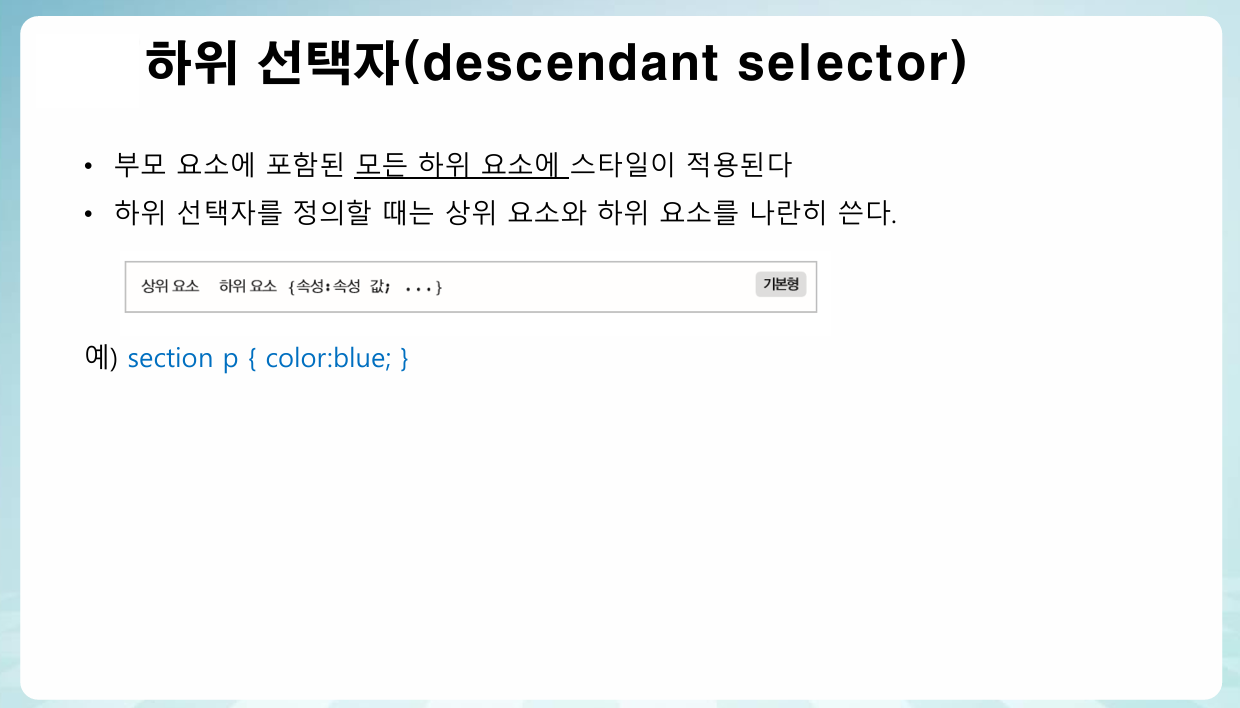 하위 선택자(descendant selector)
• 부모 요소에 포함된 모든 하위 요소에 스타일이 적용된다
• 하위 선택자를 정의할 때는 상위 요소와 하위 요소를 나란히 쓴다.
상위 요소 하위 요소 {속성:속성 값; ...} 기본형
예) section p { color:blue; }